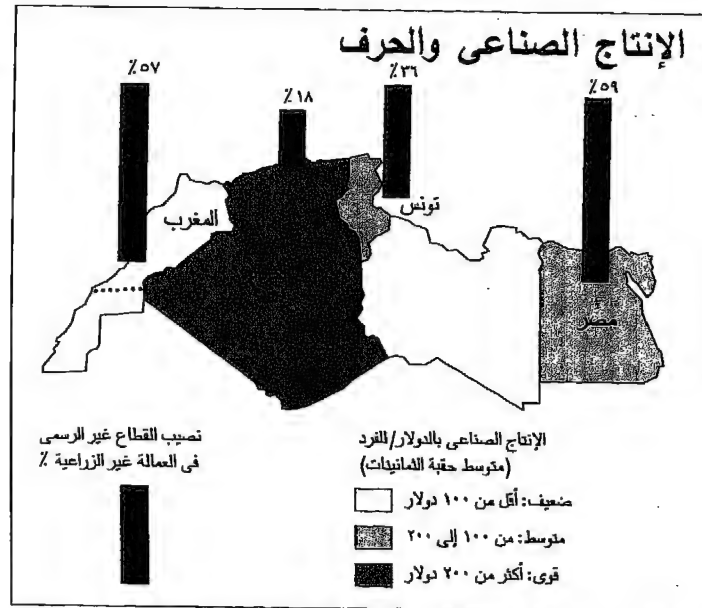 الإنتاج الصناعى والحرف
٪٥٧
٪١٨
٪٣٦
٪٥٩
المغرب
تونس
مصر
نصيب القطاع غير الرسمى
فى العمالة غير الزراعية ٪
الإنتاج الصناعى بالدولار/للفرد
(متوسط حقبة الثمانينات)
ضعيف: أقل من ١٠٠ دولار
متوسط: من ١٠٠ إلى ٢٠٠
قوى: أكثر من ٢٠٠ دولار